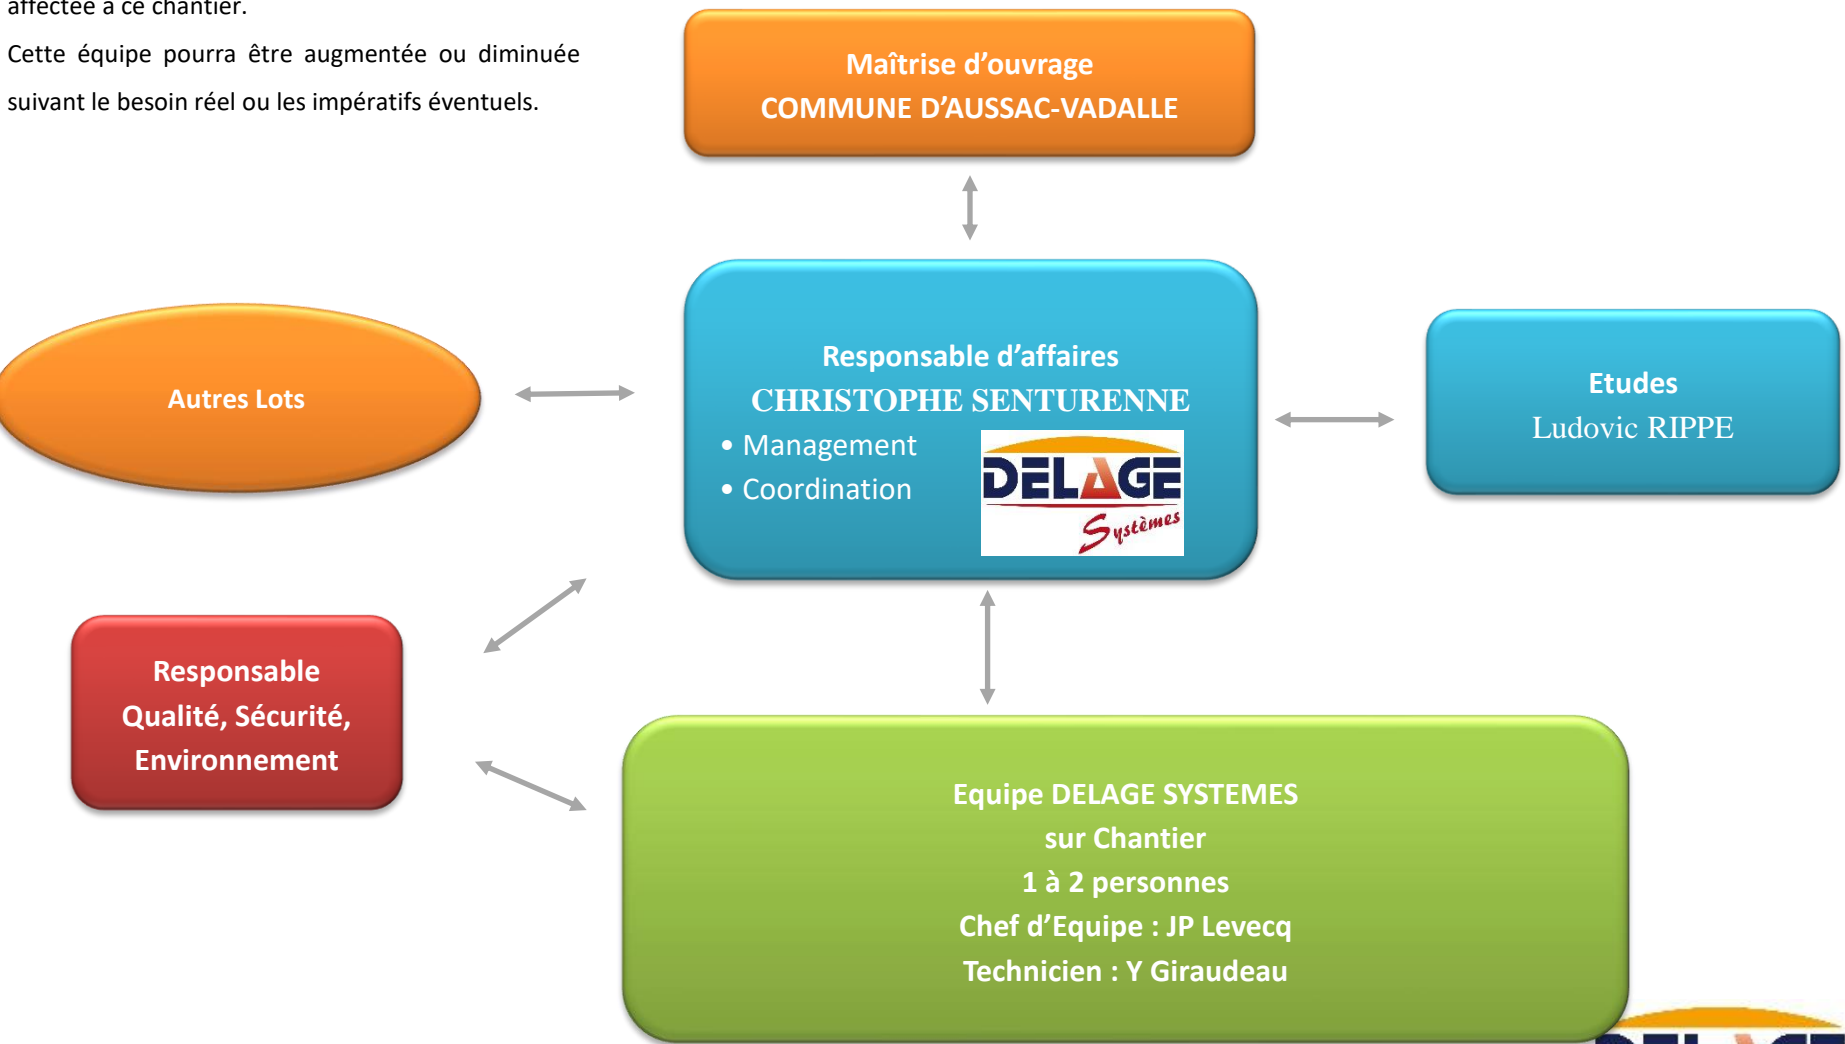 affectée à ce chantier.
Cette équipe pourra être augmentée ou diminuée
suivant le besoin réel ou les impératifs éventuels.
Maîtrise d’ouvrage
COMMUNE D’AUSSAC-VADALLE
Autres Lots
Responsable d’affaires
CHRISTOPHE SENTURENNE
• Management
• Coordination
DELAGE
Systèmes
Etudes
Ludovic RIPPE
Responsable
Qualité, Sécurité,
Environnement
Equipe DELAGE SYSTEMES
sur Chantier
1 à 2 personnes
Chef d’Equipe : JP Levecq
Technicien : Y Giraudeau
DELAGE